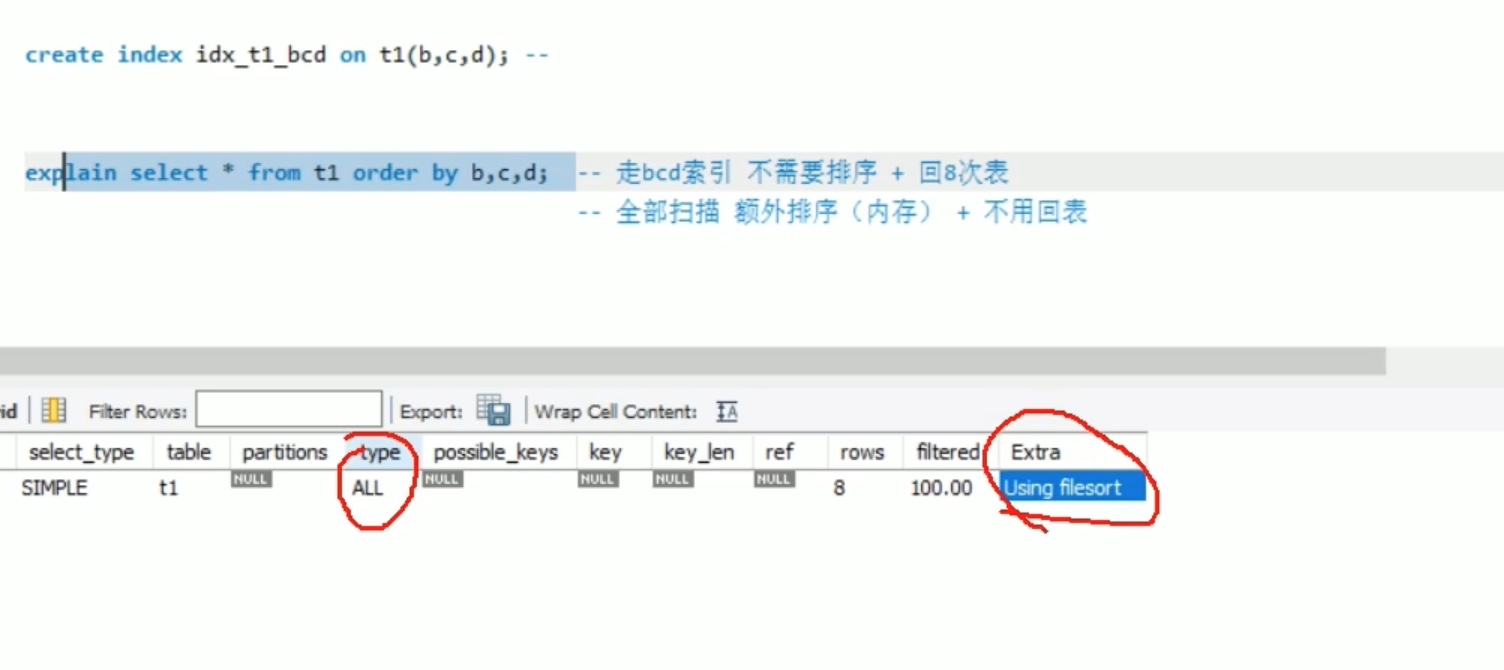 create index idx_t1_bcd on t1(b,c,d); --
explain select * from t1 order by b,c,d; -- 走bcd索引 不需要排序 + 回8次表
-- 全部扫描 额外排序（内存） + 不用回表
id Filter Rows: Export: Wrap Cell Content: IA
select_type table partitions type possible_keys key key_len ref rows filtered Extra
SIMPLE t1 NULL ALL NULL NULL NULL NULL 8 100.00 Using filesort